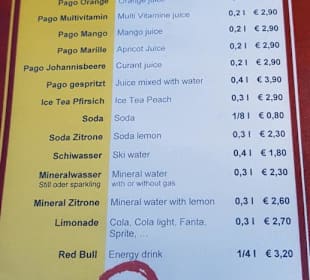 Pago Orange Orange juice 0,2 l € 2,90
Pago Multivitamin Multi Vitamine juice 0,2 l € 2,90
Pago Mango Mango juice 0,2 l € 2,90
Pago Marille Apricot Juice 0,2 l € 2,90
Pago Johannisbeere Curant juice 0,2 l € 2,90
Pago gespritzt Juice mixed with water 0,4 l € 3,90
Ice Tea Pfirsich Ice Tea Peach 0,3 l € 2,90
Soda Soda 1/8 l € 0,80
Soda Zitrone Soda lemon 0,3 l € 2,30
Schiwasser Ski water 0,4 l € 1,80
Mineralwasser Mineral water 0,3 l € 2,30
Still oder sparkling with or without gas
Mineral Zitrone Mineral water with lemon 0,3 l € 2,60
Limonade Cola, Cola light, Fanta, 0,3 l € 2,70
Sprite, ...
Red Bull Energy drink 1/4 l € 3,20